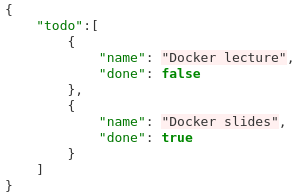 {
    "todo":[
        {
            "name": "Docker lecture",
            "done": false
        },
        {
            "name": "Docker slides",
            "done": true
        }
    ]
}